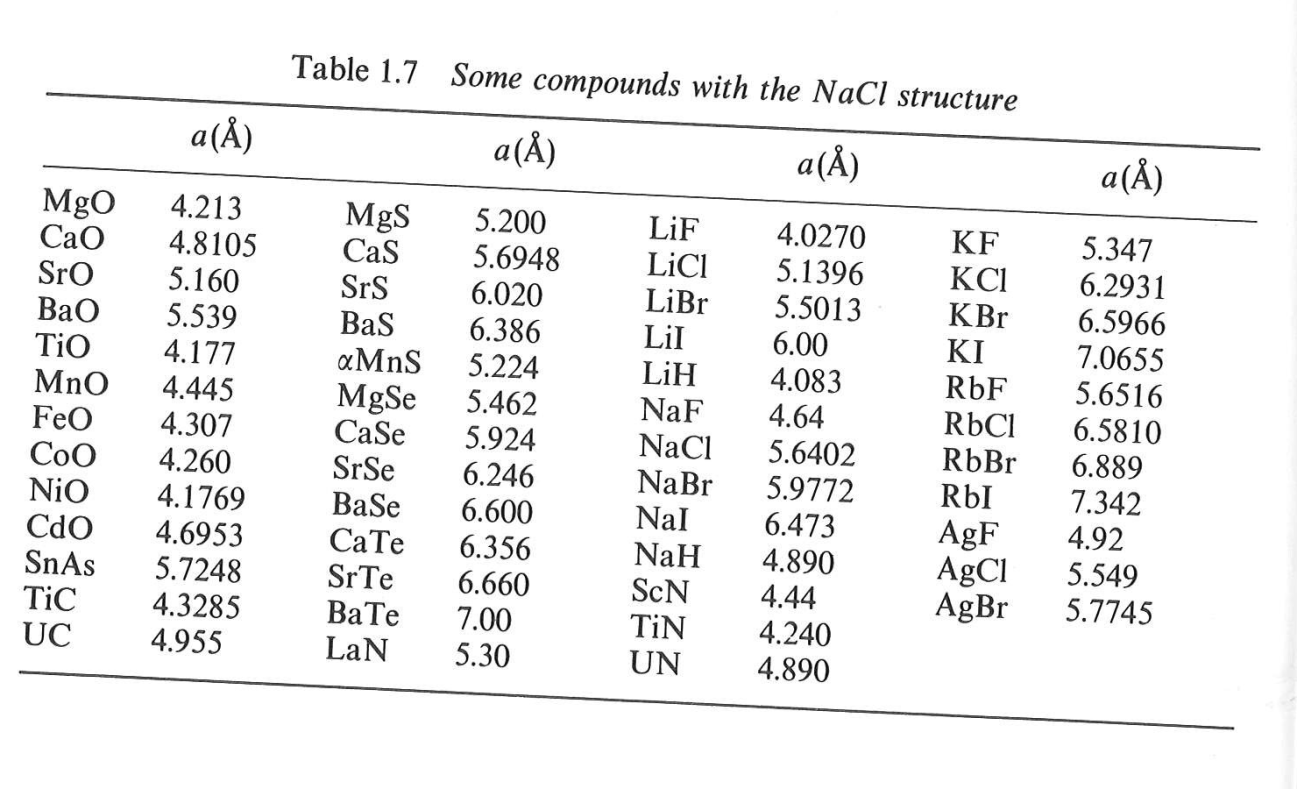 Table 1.7 Some compounds with the NaCl structure
a(Å) a(Å) a(Å) a(Å)
MgO 4.213 MgS 5.200 LiF 4.0270 KF 5.347
CaO 4.8105 CaS 5.6948 LiCl 5.1396 KCl 6.2931
SrO 5.160 SrS 6.020 LiBr 5.5013 KBr 6.5966
BaO 5.539 BaS 6.386 LiI 6.00 KI 7.0655
TiO 4.177 αMnS 5.224 LiH 4.083 RbF 5.6516
MnO 4.445 MgSe 5.462 NaF 4.64 RbCl 6.5810
FeO 4.307 CaSe 5.924 NaCl 5.6402 RbBr 6.889
CoO 4.260 SrSe 6.246 NaBr 5.9772 RbI 7.342
NiO 4.1769 BaSe 6.600 NaI 6.473 AgF 4.92
CdO 4.6953 CaTe 6.356 NaH 4.890 AgCl 5.549
SnAs 5.7248 SrTe 6.660 ScN 4.44 AgBr 5.7745
TiC 4.3285 BaTe 7.00 TiN 4.240
UC 4.955 LaN 5.30 UN 4.890